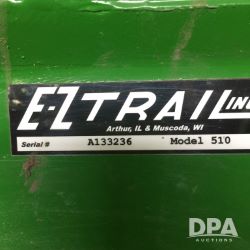 E-Z TRAIL INC
Arthur, IL & Muscoda, WI
Serial # A133236 Model 510
DPA
AUCTIONS